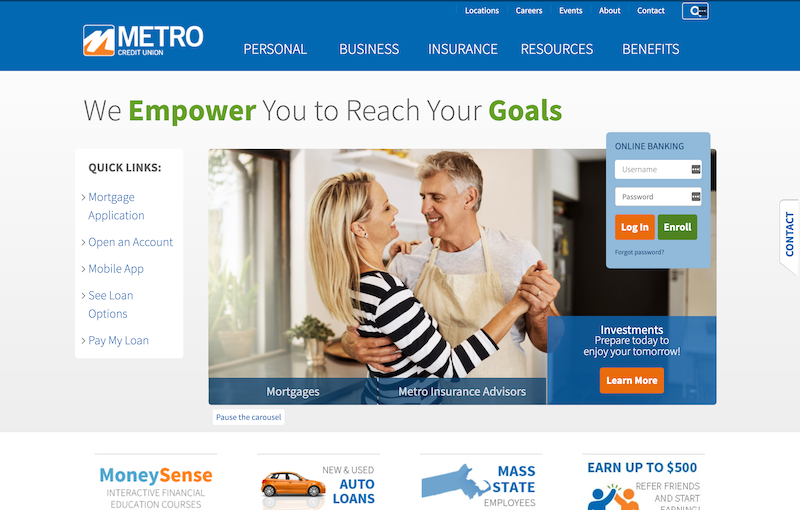 Locations
Careers
Events
About
Contact
METRO
CREDIT UNION
PERSONAL
BUSINESS
INSURANCE
RESOURCES
BENEFITS
We Empower You to Reach Your Goals
QUICK LINKS:
Mortgage
Application
Open an Account
Mobile App
See Loan
Options
Pay My Loan
ONLINE BANKING
Username
Password
Log In
Enroll
Forgot password?
CONTACT
Mortgages
Metro Insurance Advisors
Investments
Prepare today to
enjoy your tomorrow!
Learn More
Pause the carousel
MoneySense
INTERACTIVE FINANCIAL
EDUCATION COURSES
NEW & USED
AUTO
LOANS
MASS
STATE
EMPLOYEES
EARN UP TO $500
REFER FRIENDS
AND START
EARNING!